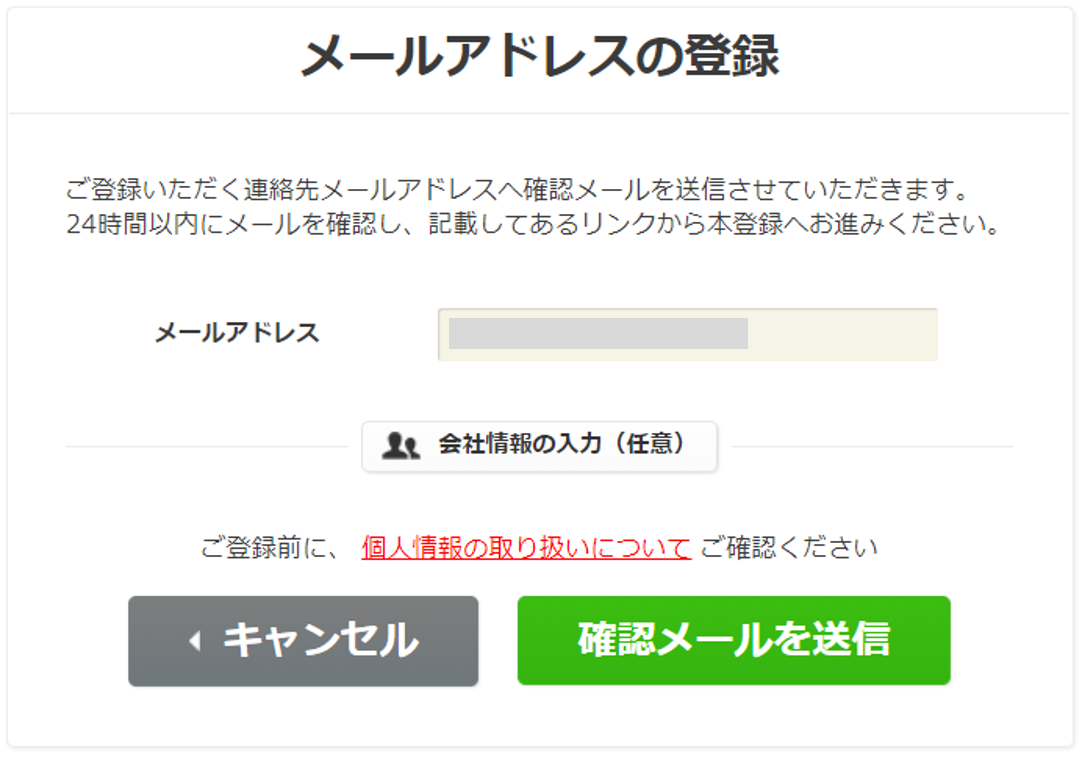 メールアドレスの登録
ご登録いただく連絡先メールアドレスへ確認メールを送信させていただきます。
24時間以内にメールを確認し、記載してあるリンクから本登録へお進みください。
メールアドレス
会社情報の入力（任意）
ご登録前に、 個人情報の取り扱いについて ご確認ください
キャンセル
確認メールを送信